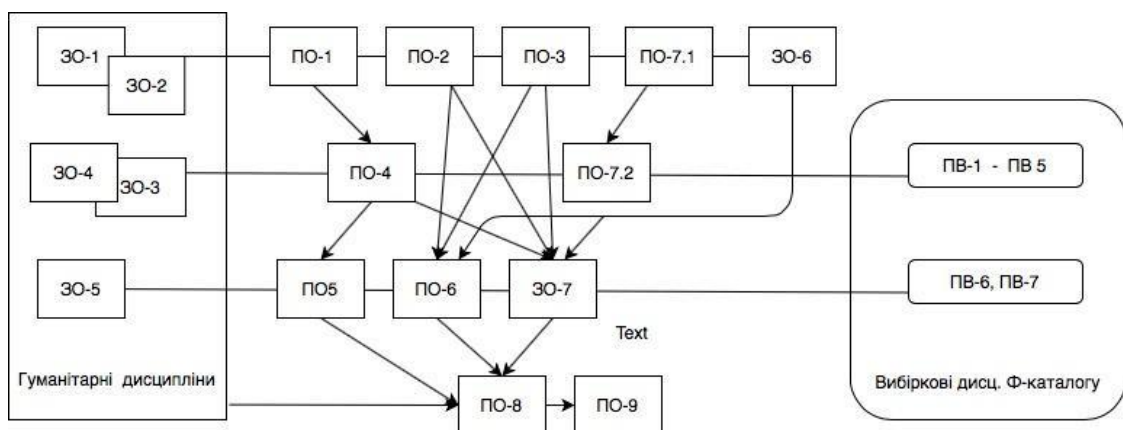 ЗО-1
ЗО-2
ПО-1
ПО-2
ПО-3
ПО-7.1
ЗО-6
ЗО-4
ЗО-3
ПО-4
ПО-7.2
ПВ-1 - ПВ 5
ЗО-5
ПО5
ПО-6
ЗО-7
ПВ-6, ПВ-7
Text
Гуманітарні дисципліни
Вибіркові дисц. Ф-каталогу
ПО-8
ПО-9